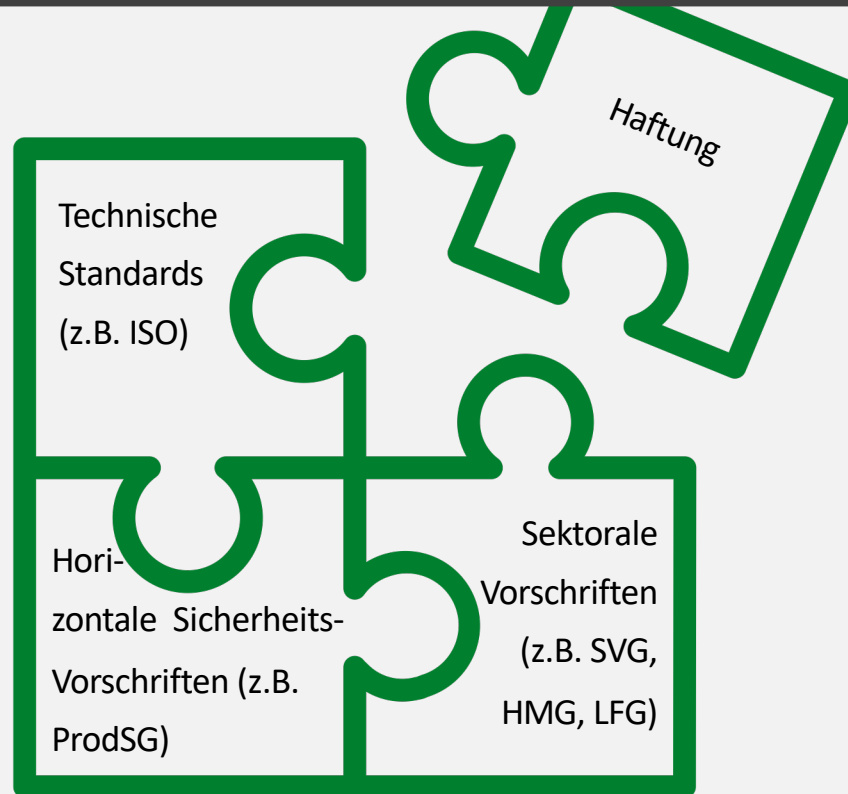 Haftung
Technische
Standards
(z.B. ISO)
Hori-
zontale Sicherheits-
Vorschriften (z.B.
ProdSG)
Sektorale
Vorschriften
(z.B. SVG,
HMG, LFG)